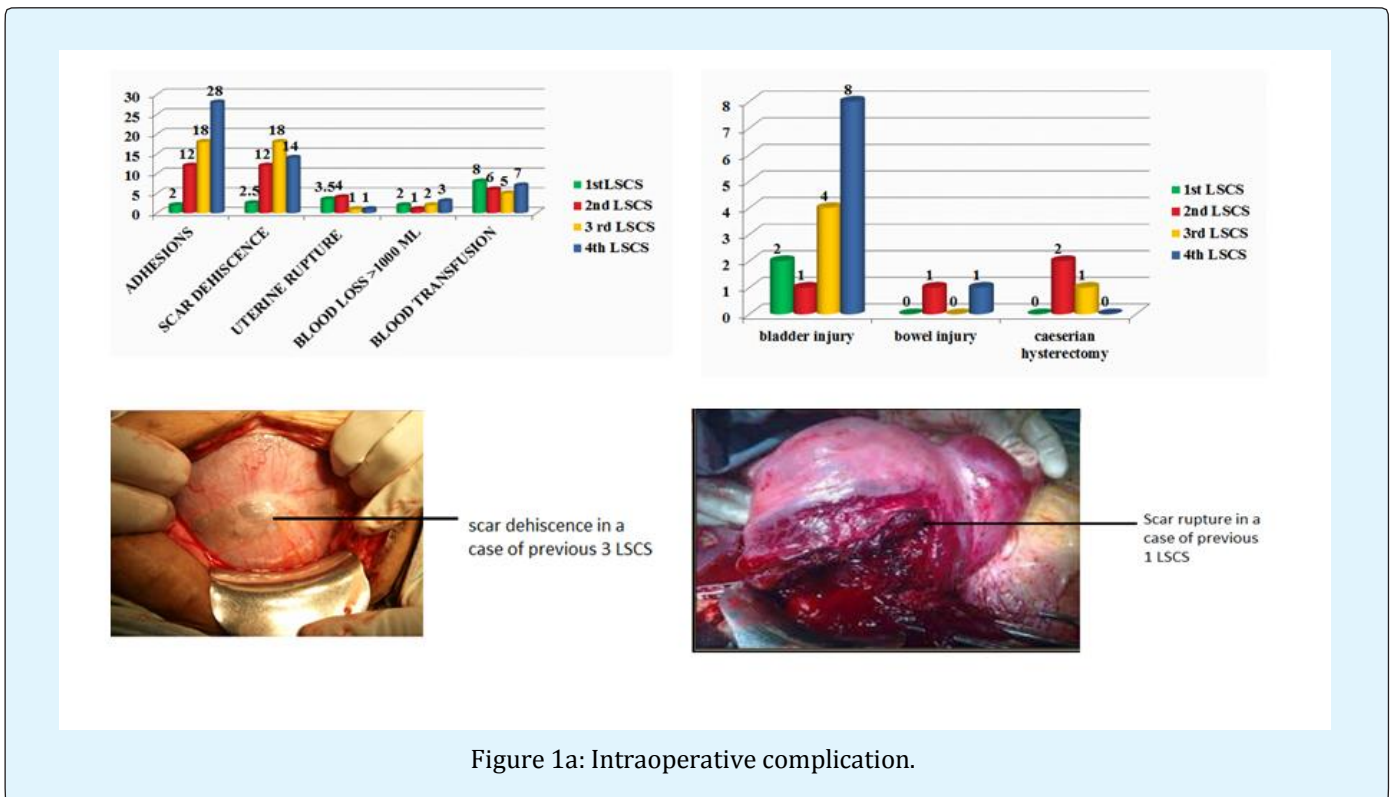 30
25
20
15
10
5
0
2
12
18
28
2.5
12
18
14
3.5
4
1
1
2
1
2
3
8
6
5
7
ADHESIONS
SCAR DEHISCENCE
UTERINE RUPTURE
BLOOD LOSS >1000 ML
BLOOD TRANSFUSION
1stLSCS
2nd LSCS
3 rd LSCS
4th LSCS
8
7
6
5
4
3
2
1
0
2
1
4
8
0
1
0
1
0
2
1
0
bladder injury
bowel injury
caeserian
hysterectomy
1st LSCS
2nd LSCS
3rd LSCS
4th LSCS
scar dehiscence in a
case of previous 3 LSCS
Scar rupture in a
case of previous
1 LSCS
Figure 1a: Intraoperative complication.